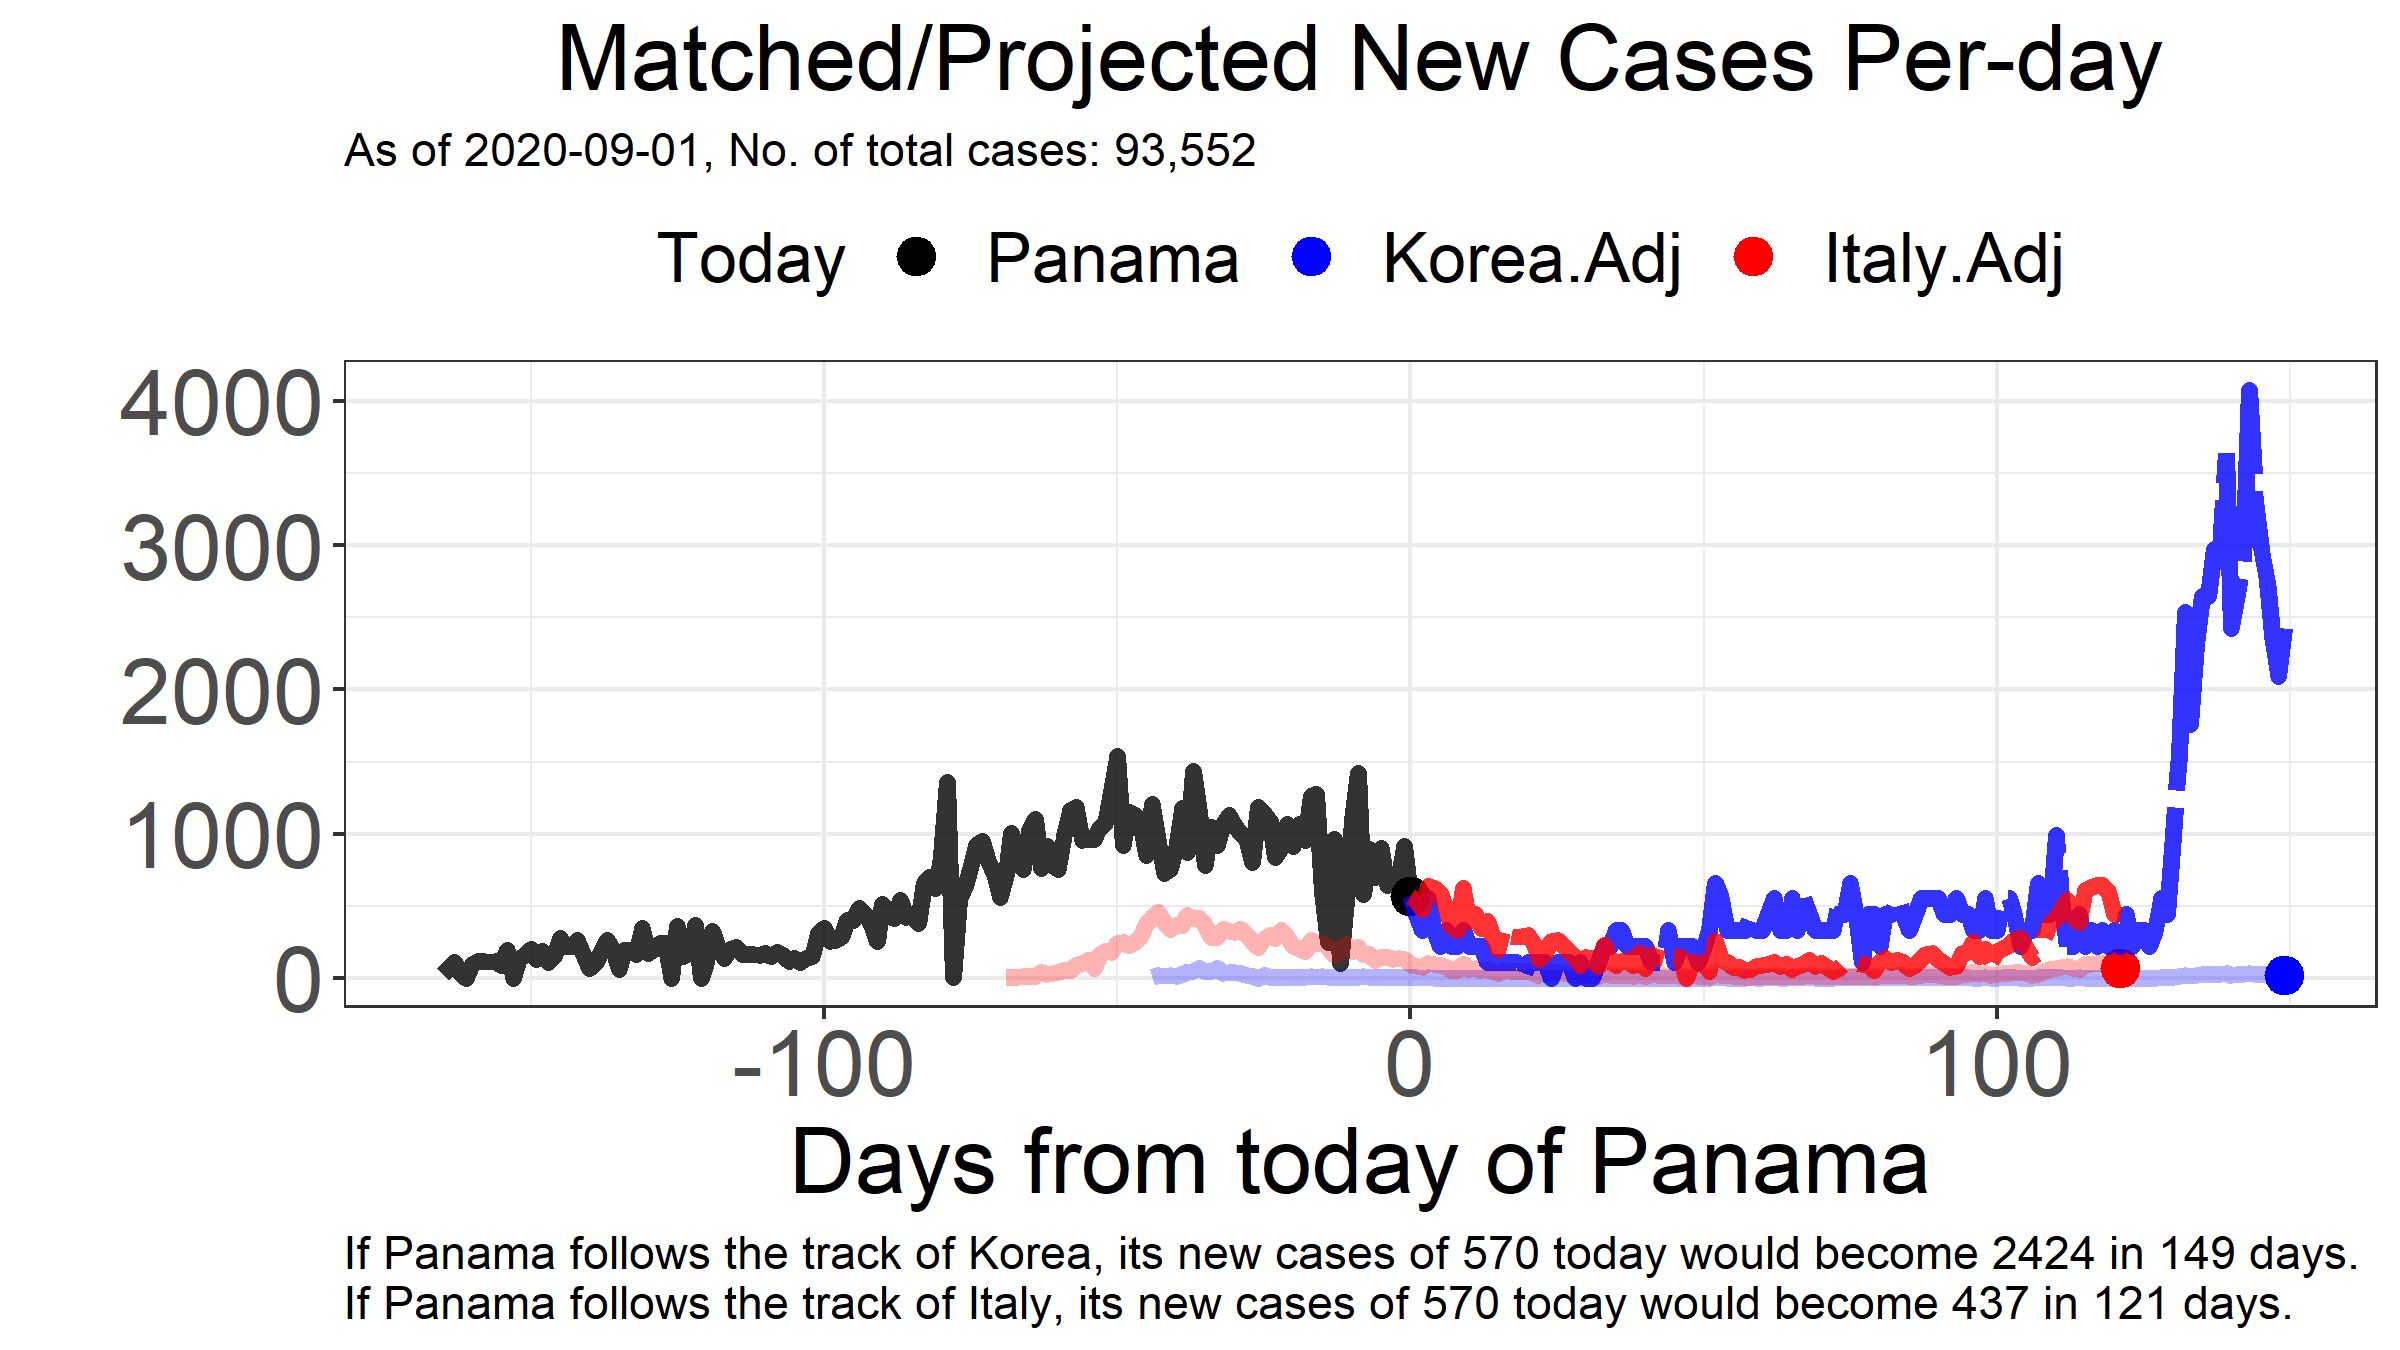 Matched/Projected New Cases Per-day
As of 2020-09-01, No. of total cases: 93,552
Today Panama Korea.Adj Italy.Adj
4000
3000
2000
1000
0
-100 0 100
Days from today of Panama
If Panama follows the track of Korea, its new cases of 570 today would become 2424 in 149 days.
If Panama follows the track of Italy, its new cases of 570 today would become 437 in 121 days.